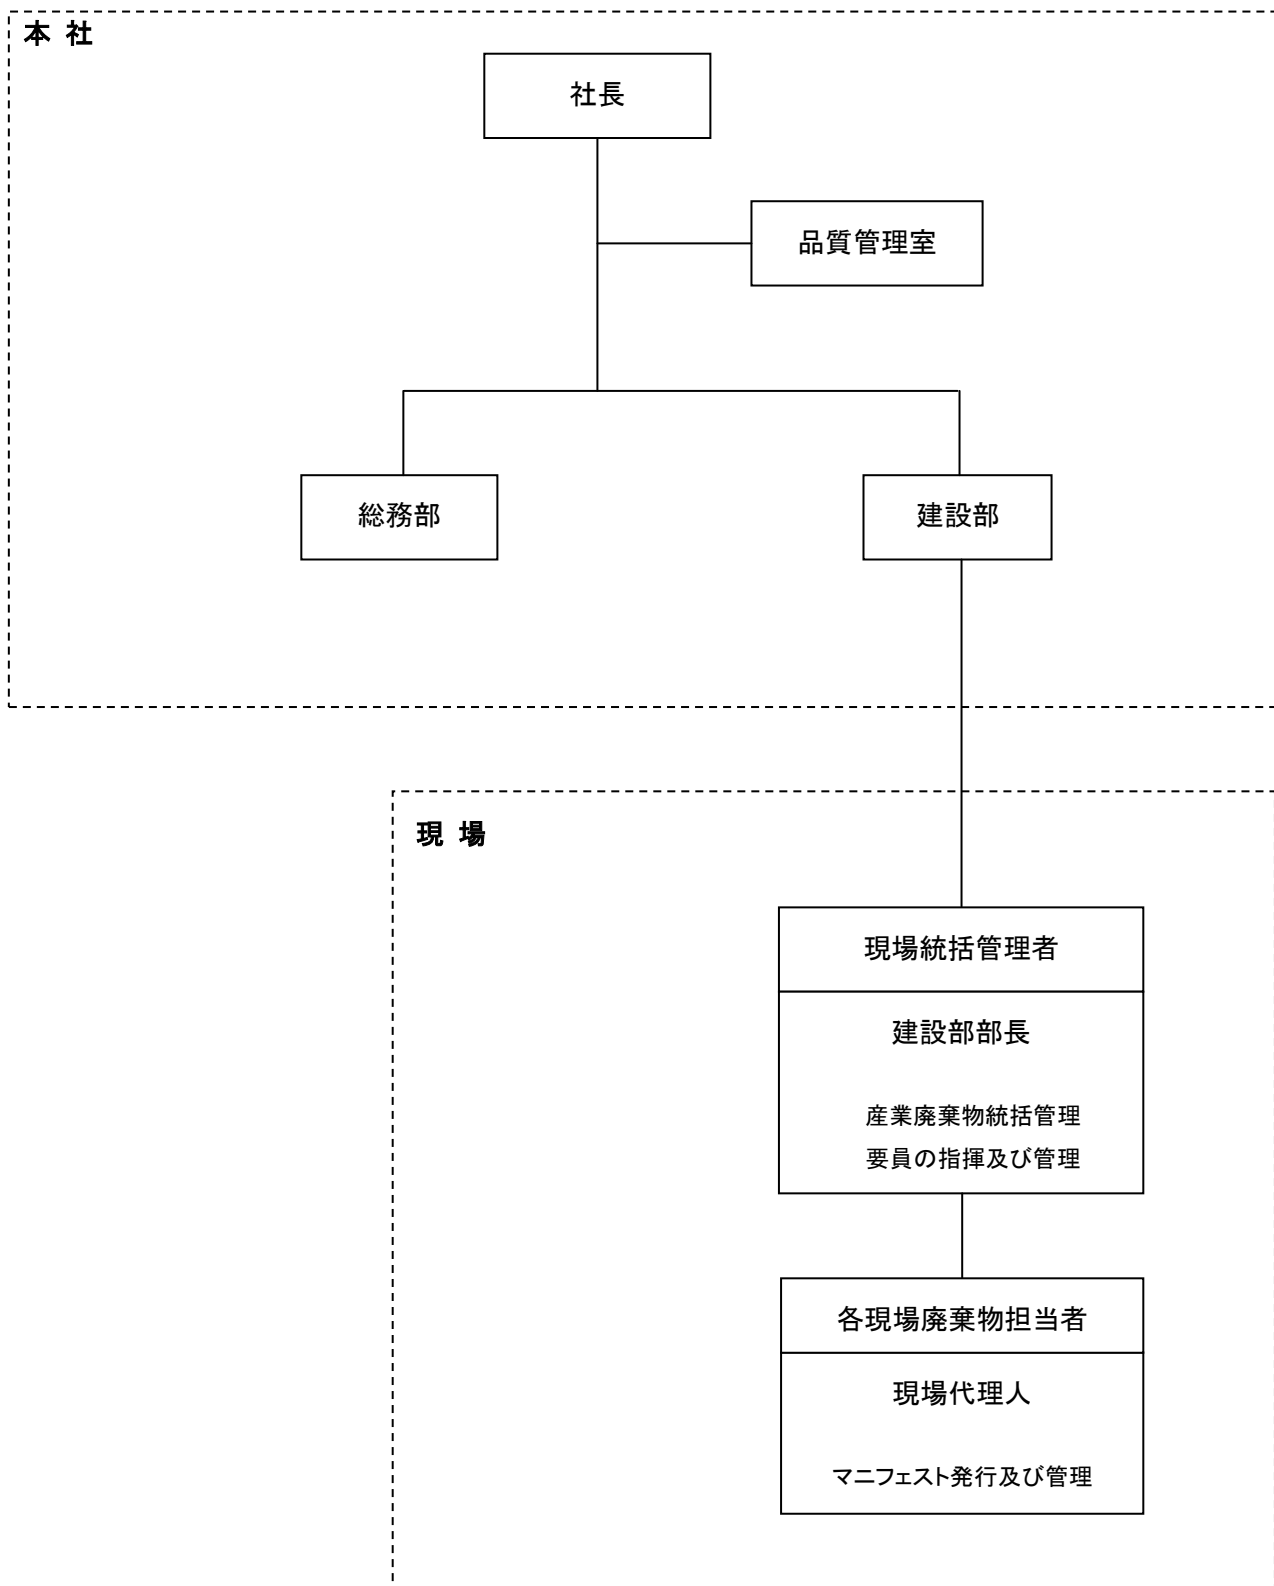 本 社
社長
品質管理室
総務部
建設部
現 場
現場統括管理者
建設部部長
産業廃棄物統括管理
要員の指揮及び管理
各現場廃棄物担当者
現場代理人
マニフェスト発行及び管理